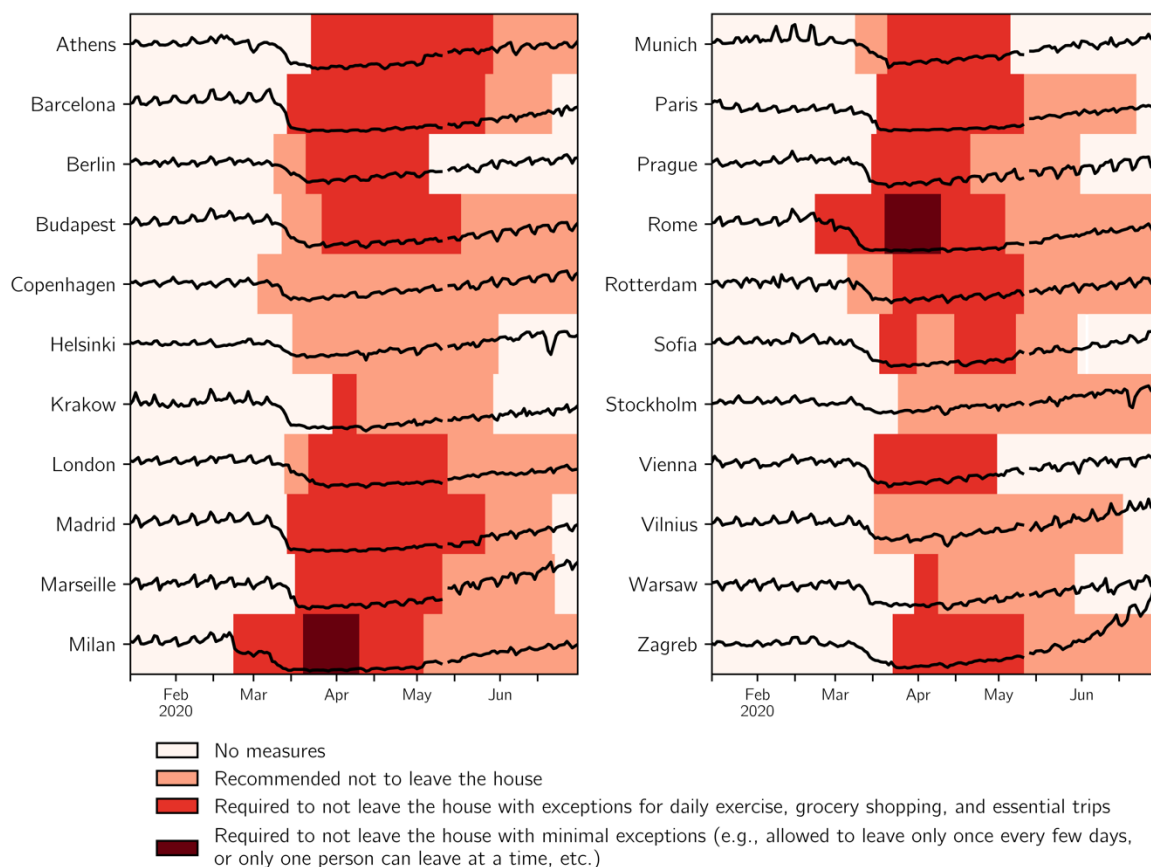 Athens
Barcelona
Berlin
Budapest
Copenhagen
Helsinki
Krakow
London
Madrid
Marseille
Milan
Feb
2020
Mar
Apr
May
Jun
Munich
Paris
Prague
Rome
Rotterdam
Sofia
Stockholm
Vienna
Vilnius
Warsaw
Zagreb
Feb
2020
Mar
Apr
May
Jun
No measures
Recommended not to leave the house
Required to not leave the house with exceptions for daily exercise, grocery shopping, and essential trips
Required to not leave the house with minimal exceptions (e.g., allowed to leave only once every few days,
or only one person can leave at a time, etc.)